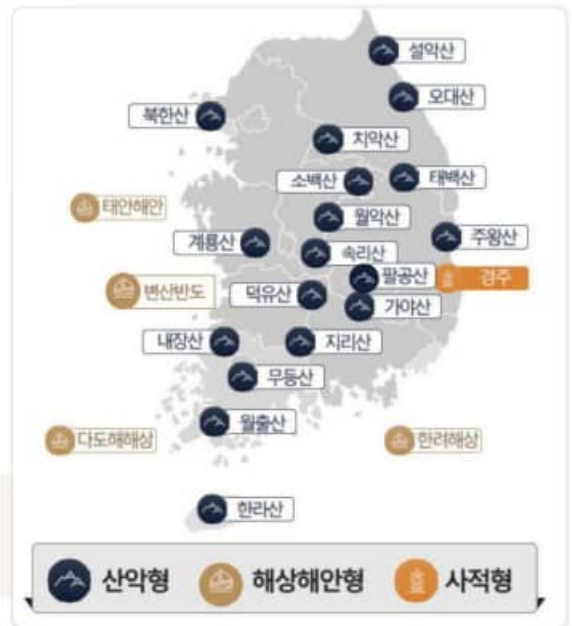 설악산
오대산
북한산
치악산
소백산
태백산
태안해안
월악산
계룡산
주왕산
속리산
팔공산
경주
변산반도
덕유산
가야산
내장산
지리산
무등산
월출산
다도해해상
한려해상
한라산
산악형
해상해안형
사적형